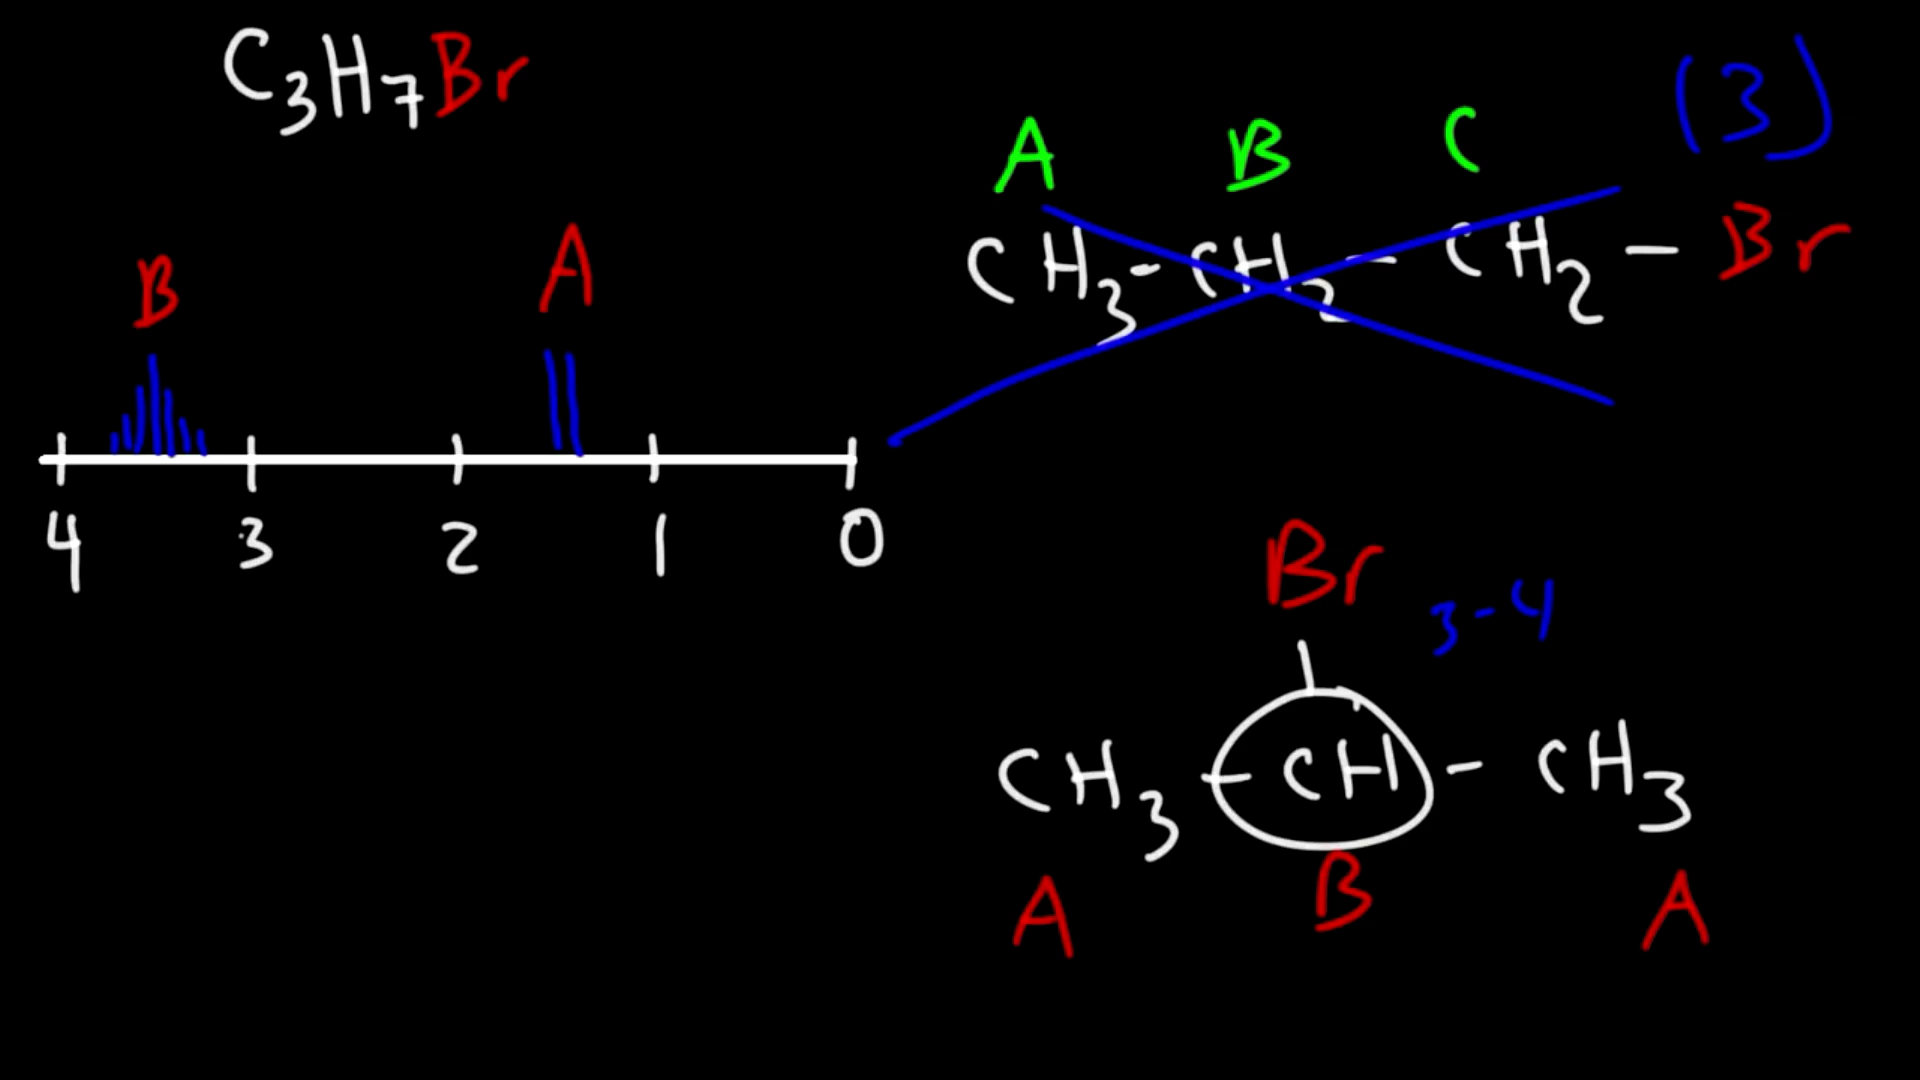 C3H7Br
(3)
A B C
CH3-CH2-CH2-Br
B A
4 3 2 1 0
Br 3-4
CH3-CH-CH3
A B A